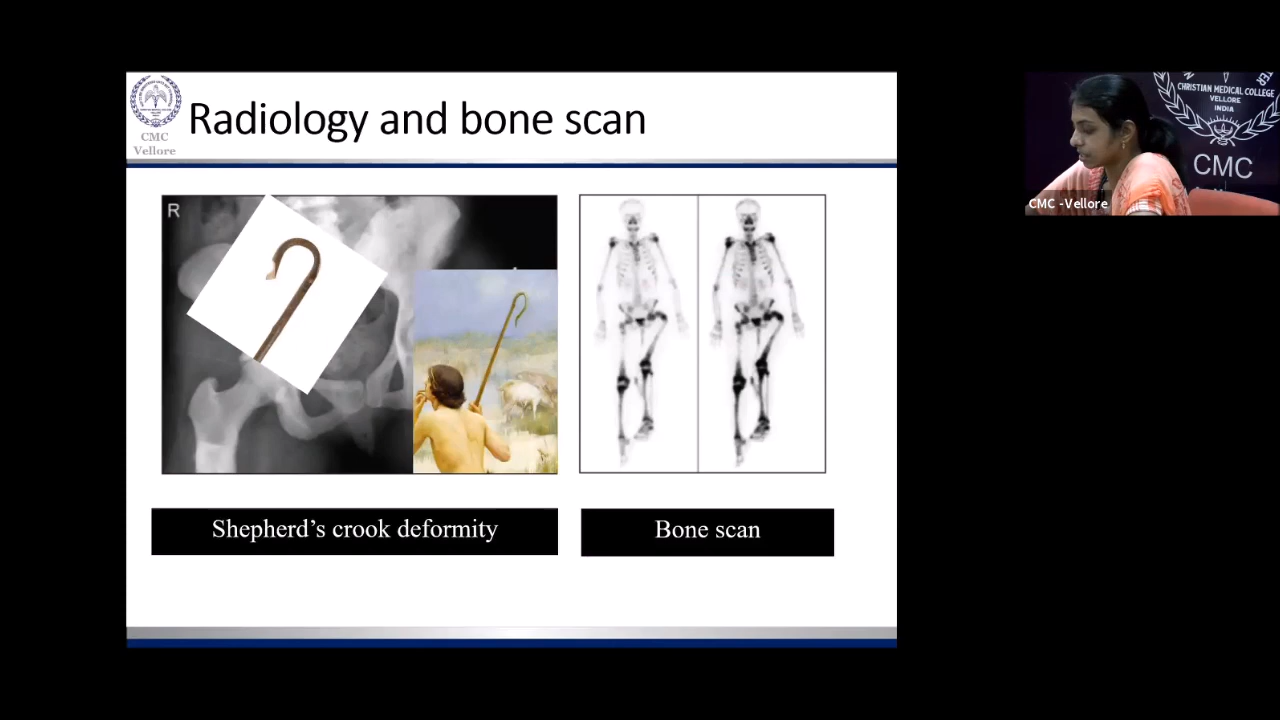 CMC
Vellore
Radiology and bone scan
R
Shepherd’s crook deformity
Bone scan
CHRISTIAN MEDICAL COLLEGE
VELLORE
INDIA
CMC
CMC -Vellore